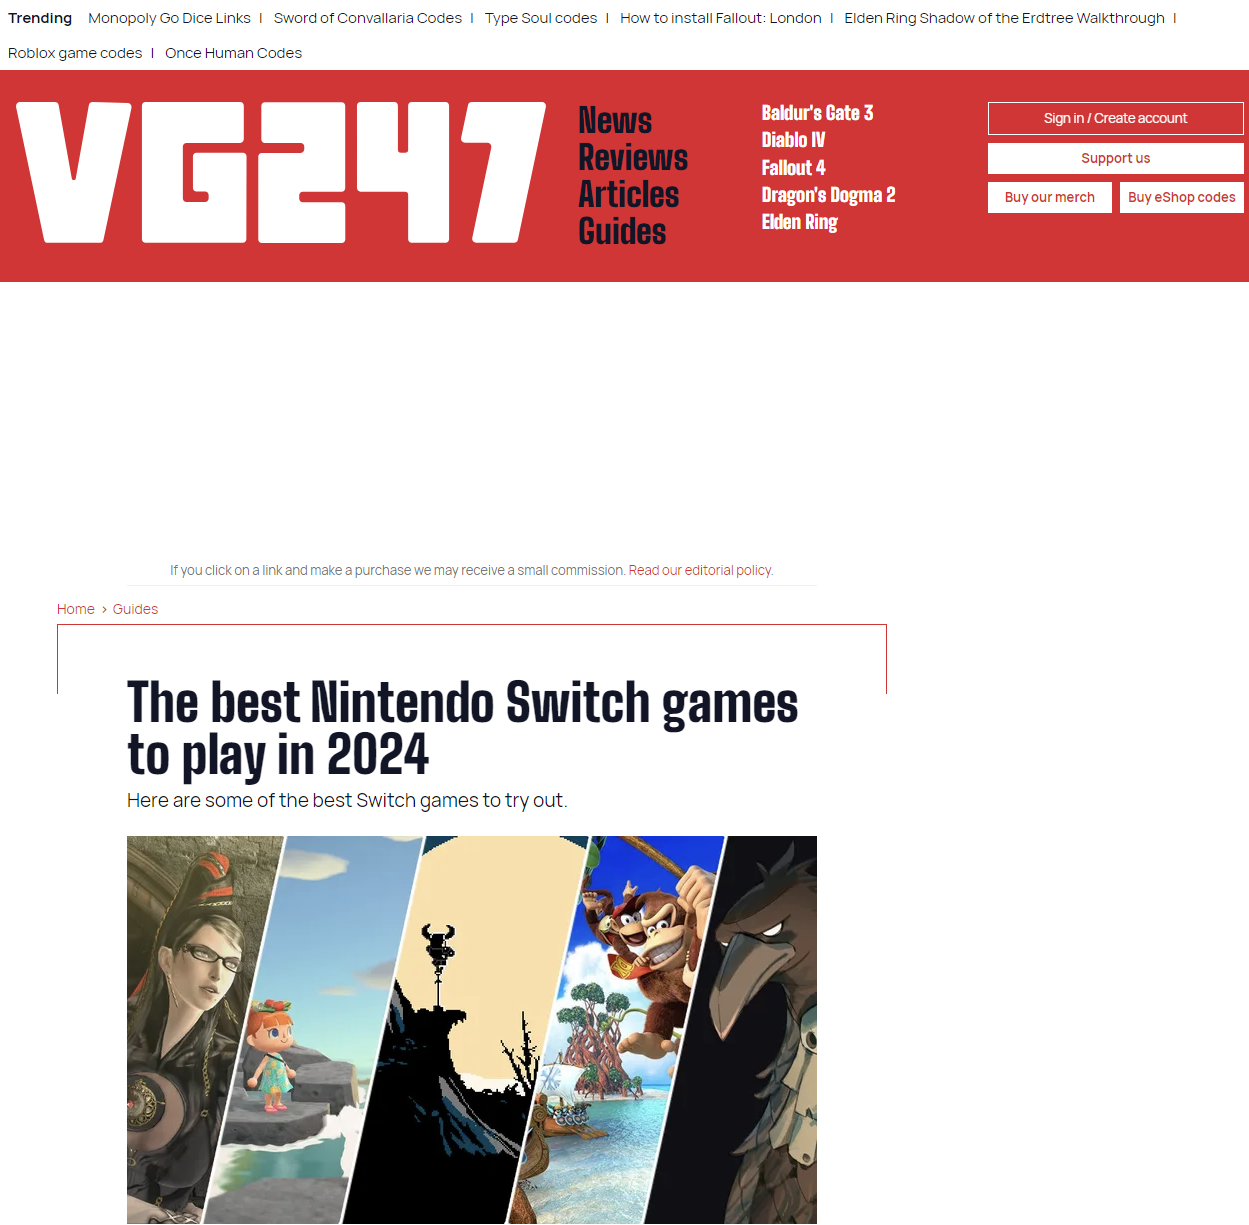 Trending Monopoly Go Dice Links | Sword of Convallaria Codes | Type Soul codes | How to install Fallout: London | Elden Ring Shadow of the Erdtree Walkthrough |
Roblox game codes | Once Human Codes
VG247
News
Reviews
Articles
Guides
Baldur's Gate 3
Diablo IV
Fallout 4
Dragon's Dogma 2
Elden Ring
Sign in / Create account
Support us
Buy our merch
Buy eShop codes
If you click on a link and make a purchase we may receive a small commission. Read our editorial policy.
Home > Guides
The best Nintendo Switch games
to play in 2024
Here are some of the best Switch games to try out.